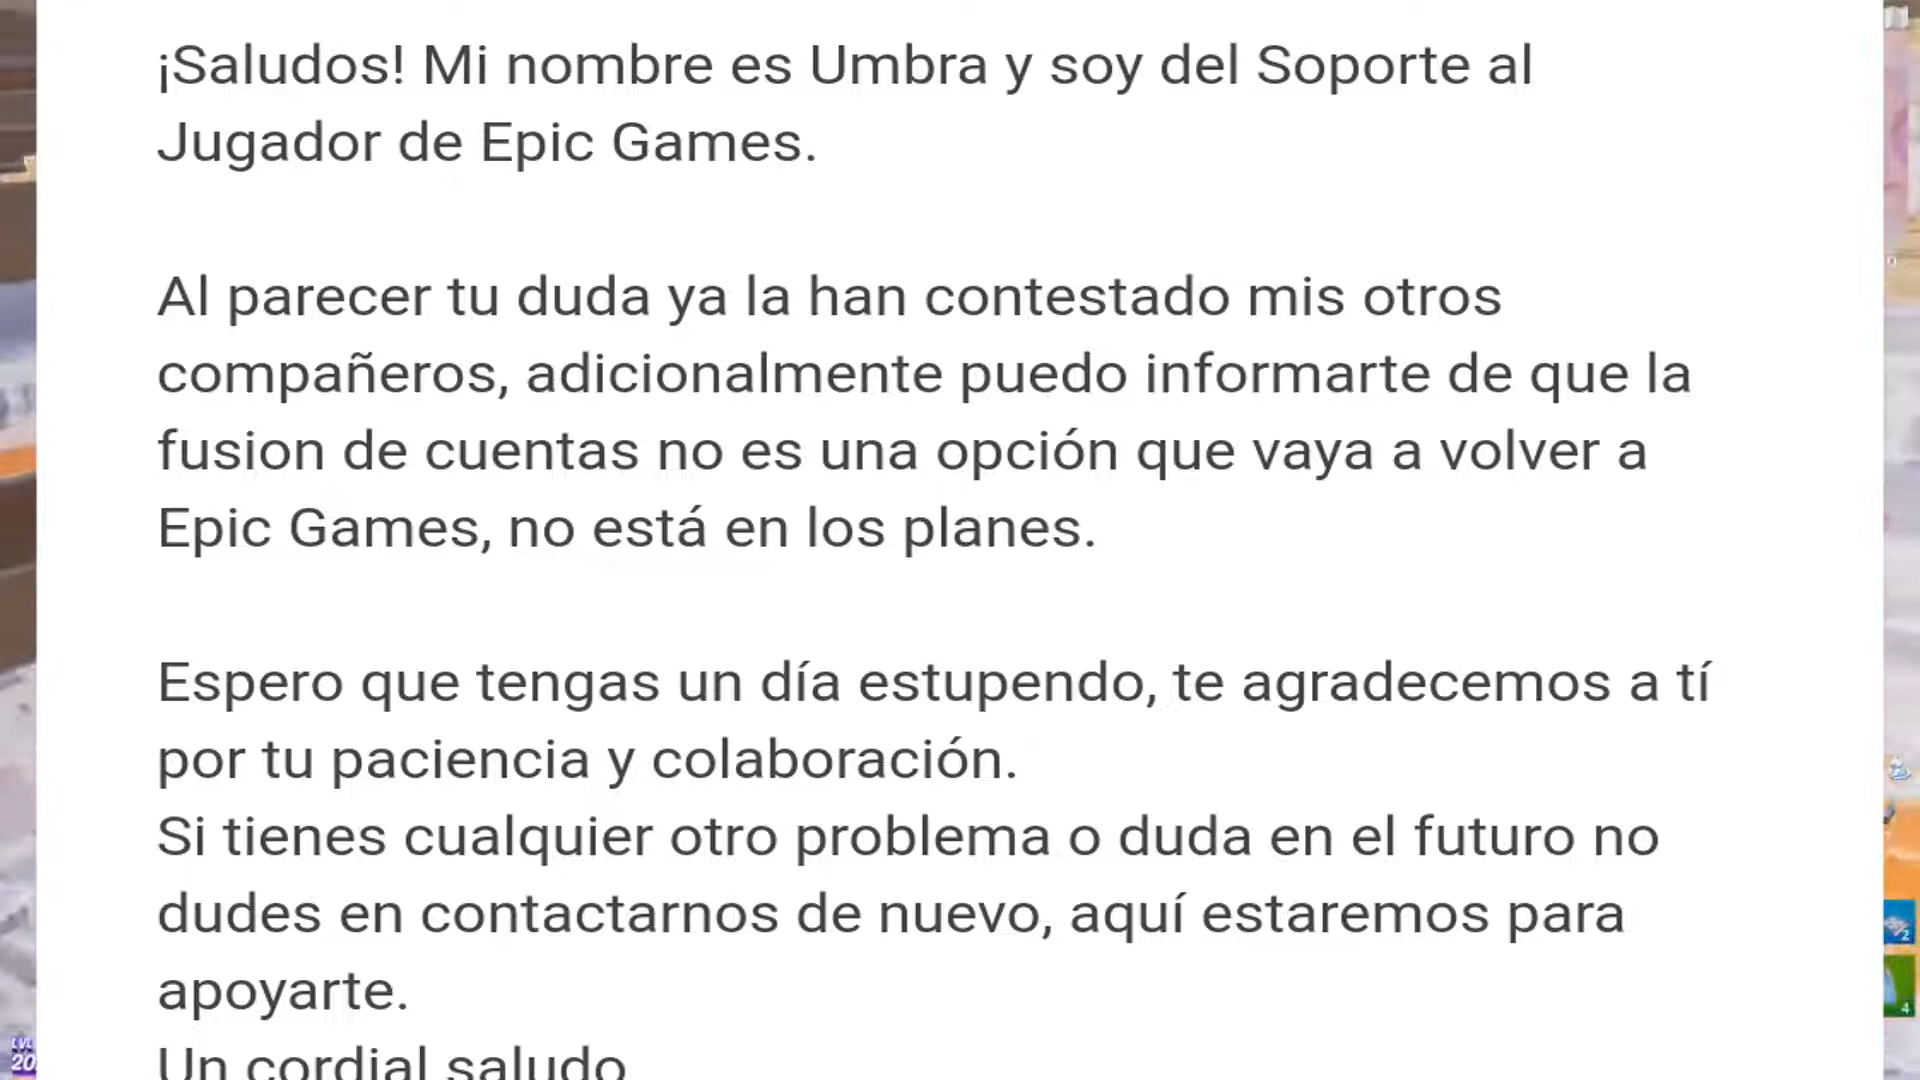 ¡Saludos! Mi nombre es Umbra y soy del Soporte al
Jugador de Epic Games.
Al parecer tu duda ya la han contestado mis otros
compañeros, adicionalmente puedo informarte de que la
fusion de cuentas no es una opción que vaya a volver a
Epic Games, no está en los planes.
Espero que tengas un día estupendo, te agradecemos a tí
por tu paciencia y colaboración.
Si tienes cualquier otro problema o duda en el futuro no
dudes en contactarnos de nuevo, aquí estaremos para
apoyarte.
Un cordial saludo
2
4
LVL
20